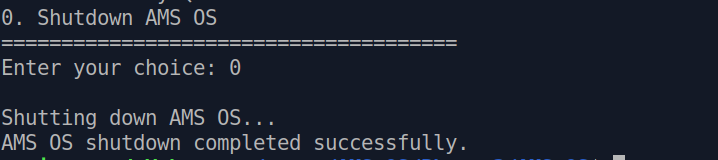 0. Shutdown AMS OS
======================================
Enter your choice: 0
Shutting down AMS OS...
AMS OS shutdown completed successfully.